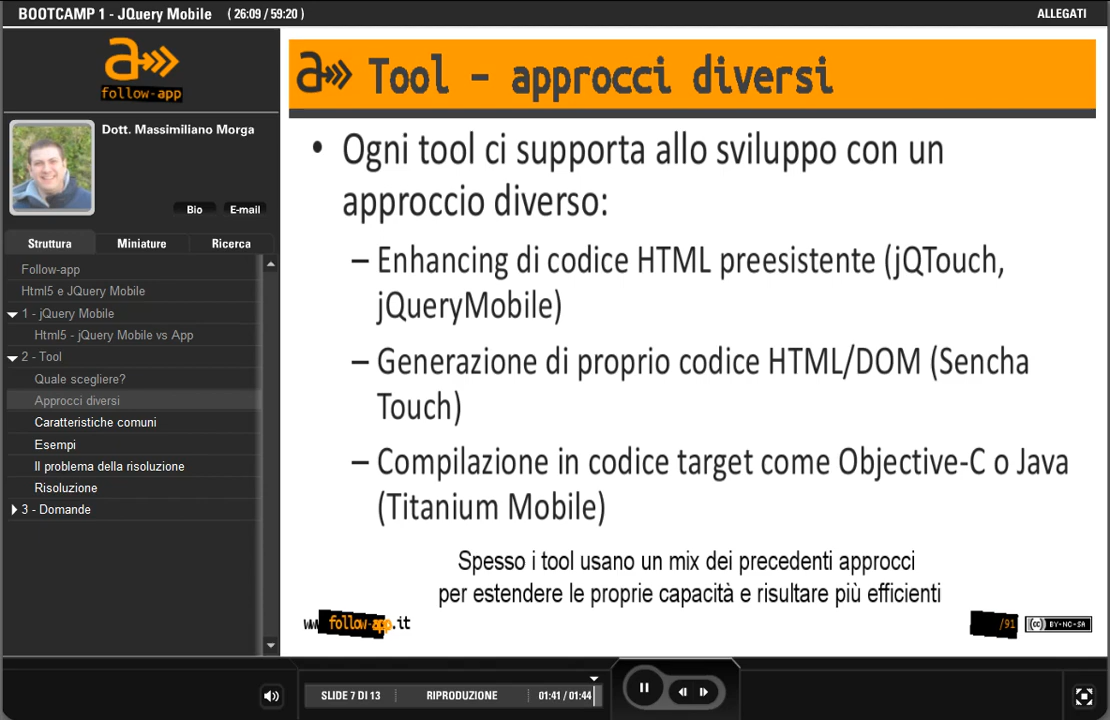 BOOTCAMP 1 - JQuery Mobile ( 26:09 / 59:20 )
ALLEGATI
a
follow-app
Dott. Massimiliano Morga
Bio
E-mail
Struttura
Miniature
Ricerca
Follow-app
Html5 e JQuery Mobile
1 - jQuery Mobile
Html5 - jQuery Mobile vs App
2 - Tool
Quale scegliere?
Approcci diversi
Caratteristiche comuni
Esempi
Il problema della risoluzione
Risoluzione
3 - Domande
a Tool - approcci diversi
• Ogni tool ci supporta allo sviluppo con un
approccio diverso:
– Enhancing di codice HTML preesistente (jQTouch,
jQueryMobile)
– Generazione di proprio codice HTML/DOM (Sencha
Touch)
– Compilazione in codice target come Objective-C o Java
(Titanium Mobile)
Spesso i tool usano un mix dei precedenti approcci
per estendere le proprie capacità e risultare più efficienti
www.follow-app.it
/91
cc BY-NC-SA
SLIDE 7 DI 13
RIPRODUZIONE
01:41 / 01:44